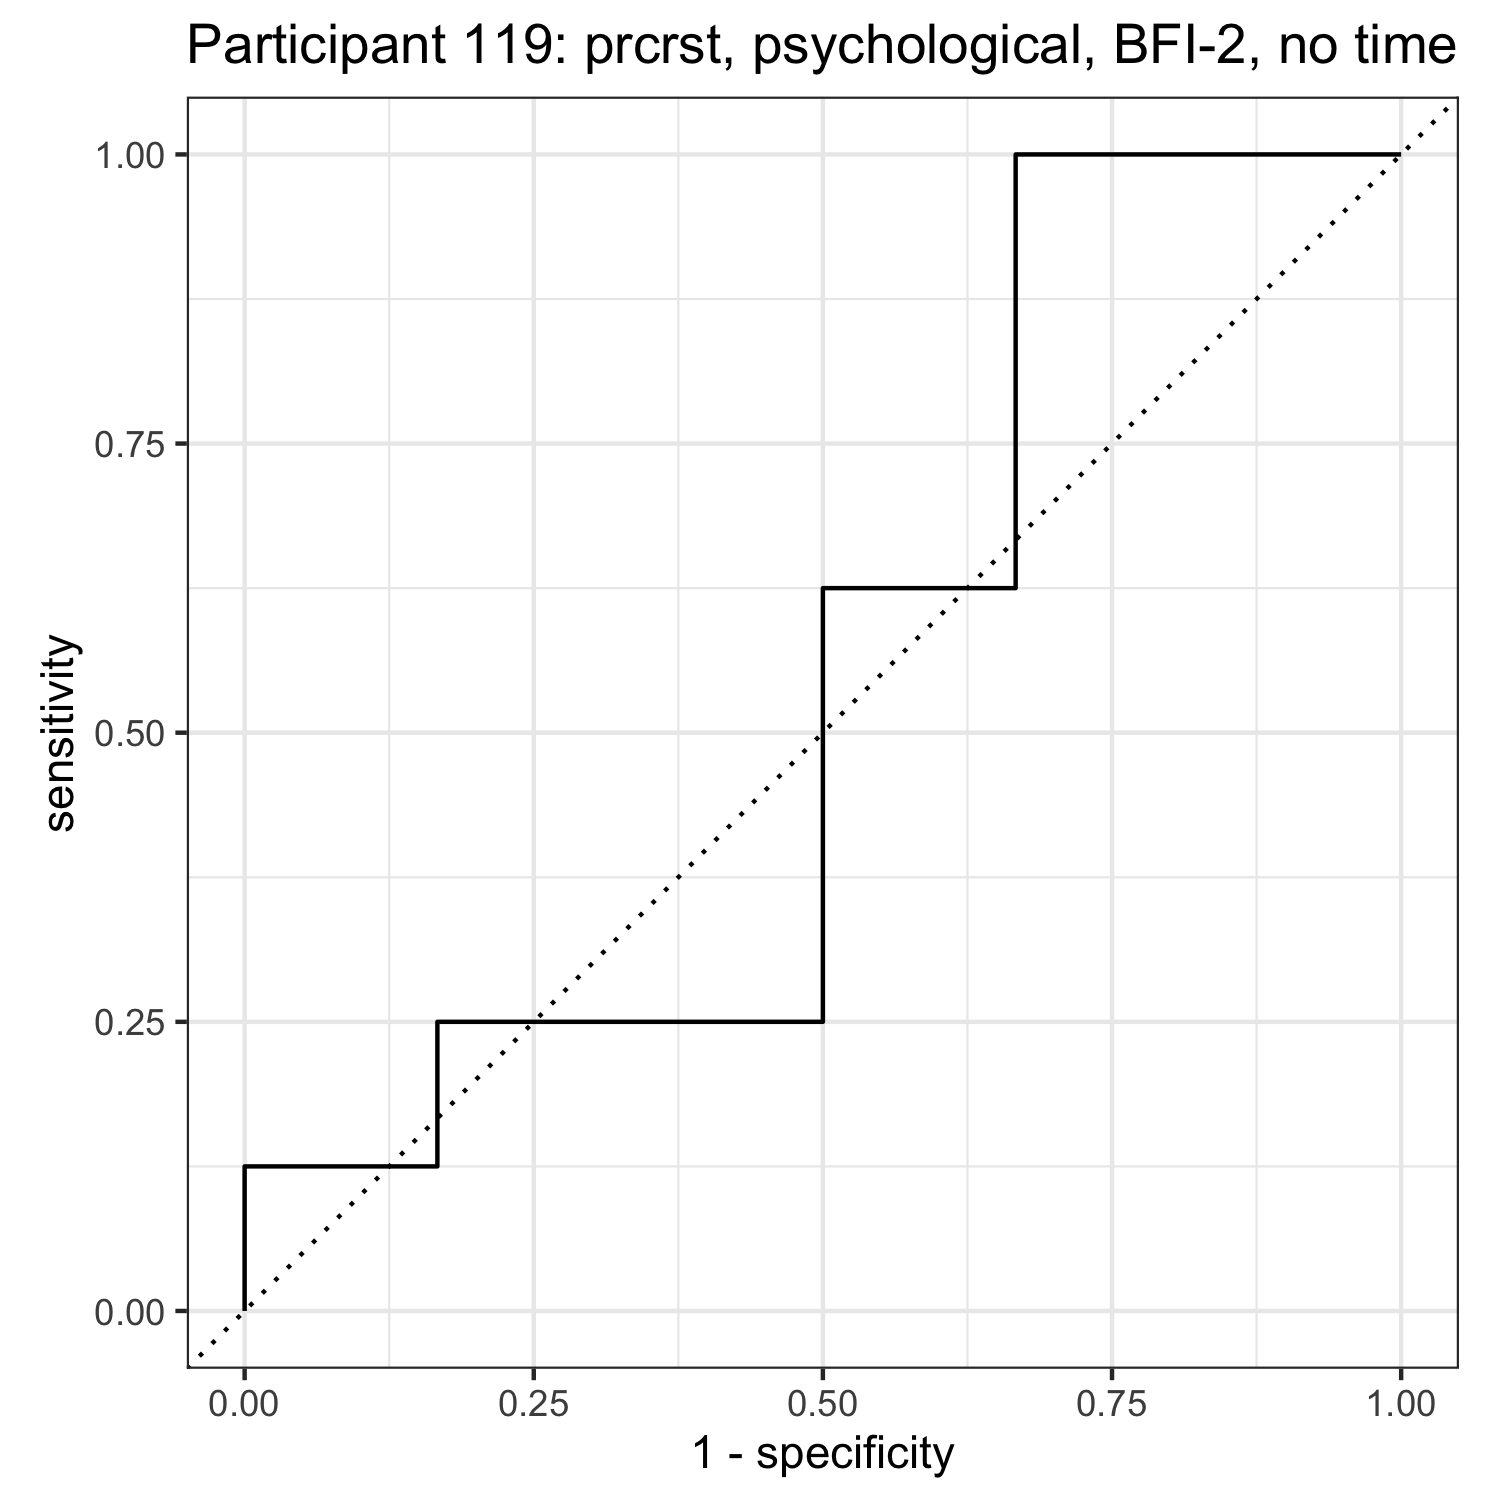 Participant 119: prcrst, psychological, BFI-2, no time
1.00
0.75
0.50
0.25
0.00
sensitivity
0.00 0.25 0.50 0.75 1.00
1 - specificity